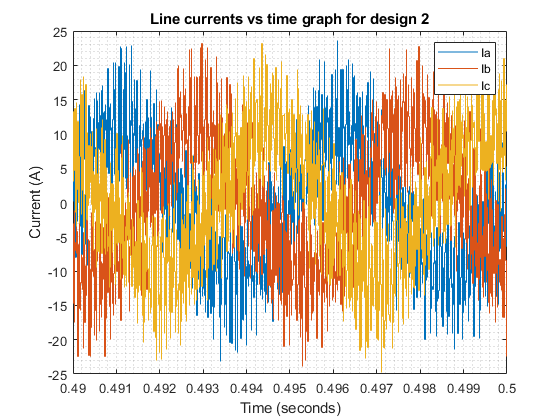 Line currents vs time graph for design 2
25
20
15
10
5
0
-5
-10
-15
-20
-25
Current (A)
Ia
Ib
Ic
0.49 0.491 0.492 0.493 0.494 0.495 0.496 0.497 0.498 0.499 0.5
Time (seconds)